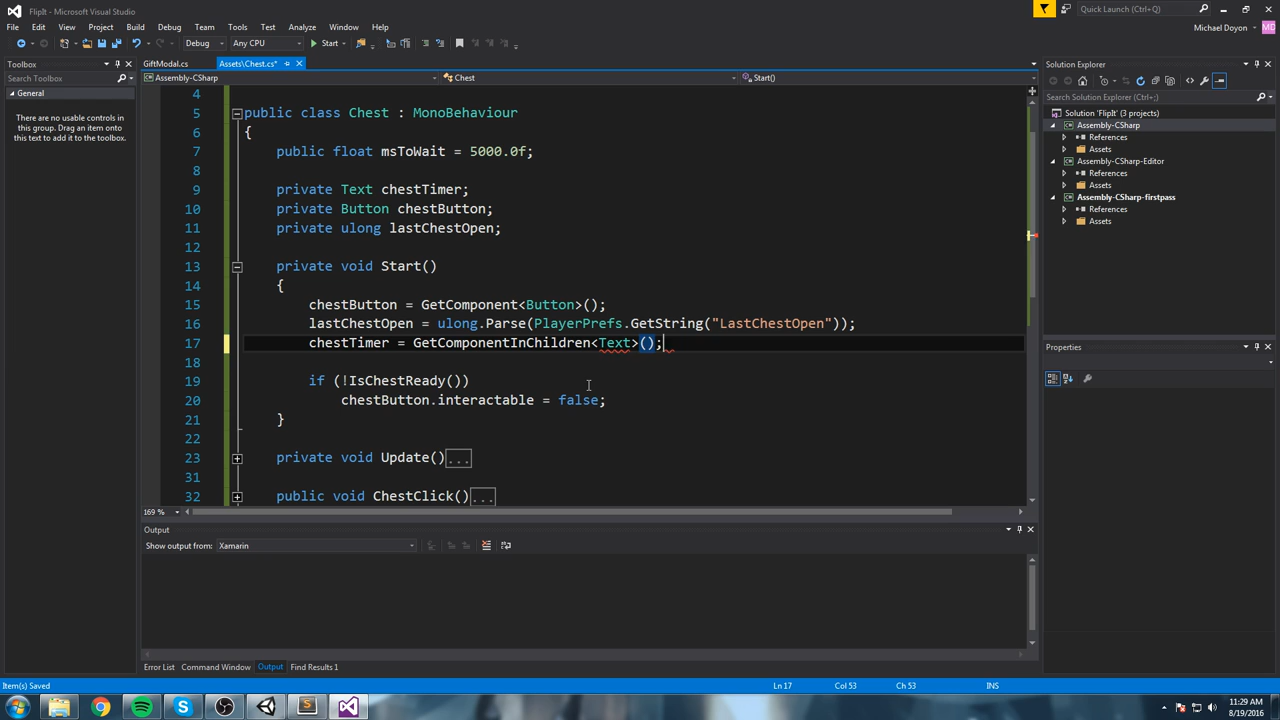 FlipIt - Microsoft Visual Studio
Quick Launch (Ctrl+Q)
File Edit View Project Build Debug Team Tools Test Analyze Window Help
Michael Doyon MD
Debug Any CPU Start
Toolbox
Search Toolbox
General
There are no usable controls in this group. Drag an item onto this text to add it to the toolbox.
GiftModal.cs Assets\Chest.cs*
Assembly-CSharp Chest Start()
4
5 public class Chest : MonoBehaviour
6 {
7 public float msToWait = 5000.0f;
8
9 private Text chestTimer;
10 private Button chestButton;
11 private ulong lastChestOpen;
12
13 private void Start()
14 {
15 chestButton = GetComponent<Button>();
16 lastChestOpen = ulong.Parse(PlayerPrefs.GetString("LastChestOpen"));
17 chestTimer = GetComponentInChildren<Text>();
18
19 if (!IsChestReady())
20 chestButton.interactable = false;
21 }
22
23 private void Update()...
31
32 public void ChestClick()...
169 %
Output
Show output from: Xamarin
Error List Command Window Output Find Results 1
Solution Explorer
Search Solution Explorer (Ctrl+;)
Solution 'FlipIt' (3 projects)
Assembly-CSharp
References
Assets
Assembly-CSharp-Editor
References
Assets
Assembly-CSharp-firstpass
References
Assets
Properties
Item(s) Saved Ln 17 Col 53 Ch 53 INS
11:29 AM
8/19/2016